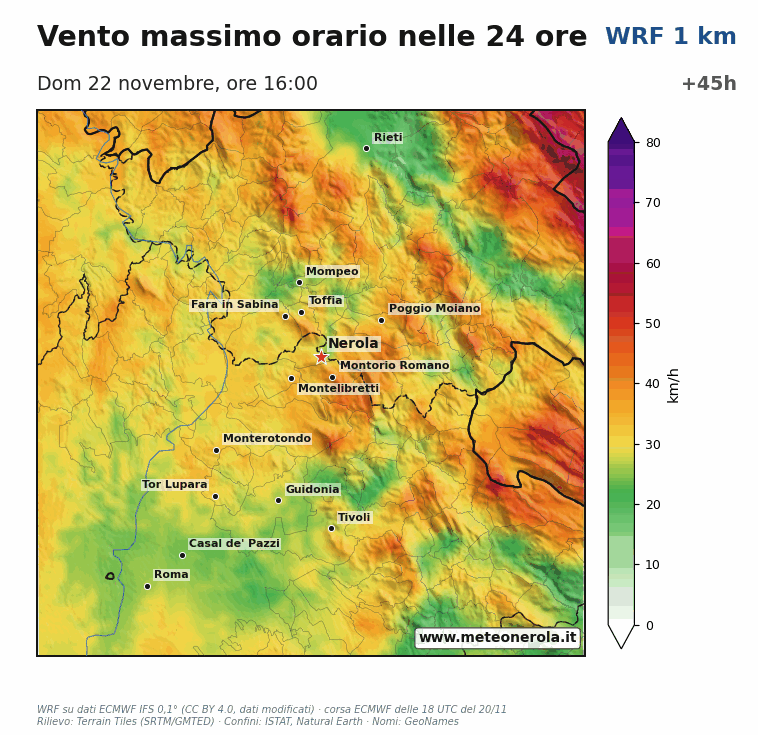 Vento massimo orario nelle 24 ore WRF 1 km
Dom 22 novembre, ore 16:00 +45h
Rieti
Mompeo
Fara in Sabina
Toffia
Poggio Moiano
Nerola
Montorio Romano
Montelibretti
Monterotondo
Tor Lupara
Guidonia
Tivoli
Casal de' Pazzi
Roma
www.meteonerola.it
80
70
60
50
40
30
20
10
0
km/h
WRF su dati ECMWF IFS 0,1° (CC BY 4.0, dati modificati) · corsa ECMWF delle 18 UTC del 20/11
Rilievo: Terrain Tiles (SRTM/GMTED) · Confini: ISTAT, Natural Earth · Nomi: GeoNames